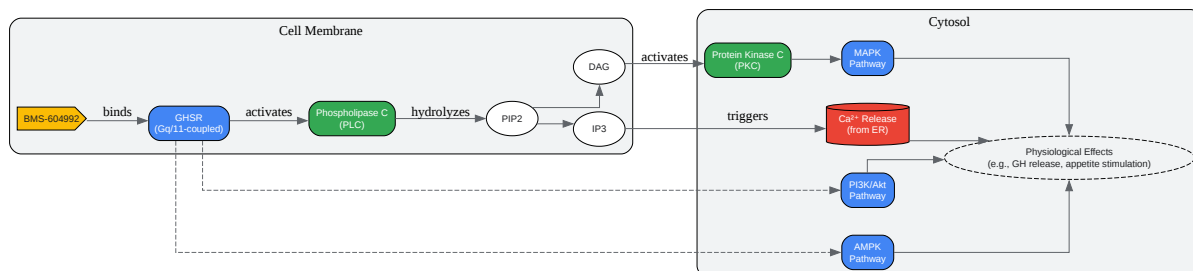 Cell Membrane
Cytosol
BMS-604992
binds
GHSR
(Gq/11-coupled)
activates
Phospholipase C
(PLC)
hydrolyzes
PIP2
DAG
IP3
activates
Protein Kinase C
(PKC)
MAPK
Pathway
triggers
Ca²⁺ Release
(from ER)
Physiological Effects
(e.g., GH release, appetite stimulation)
PI3K/Akt
Pathway
AMPK
Pathway